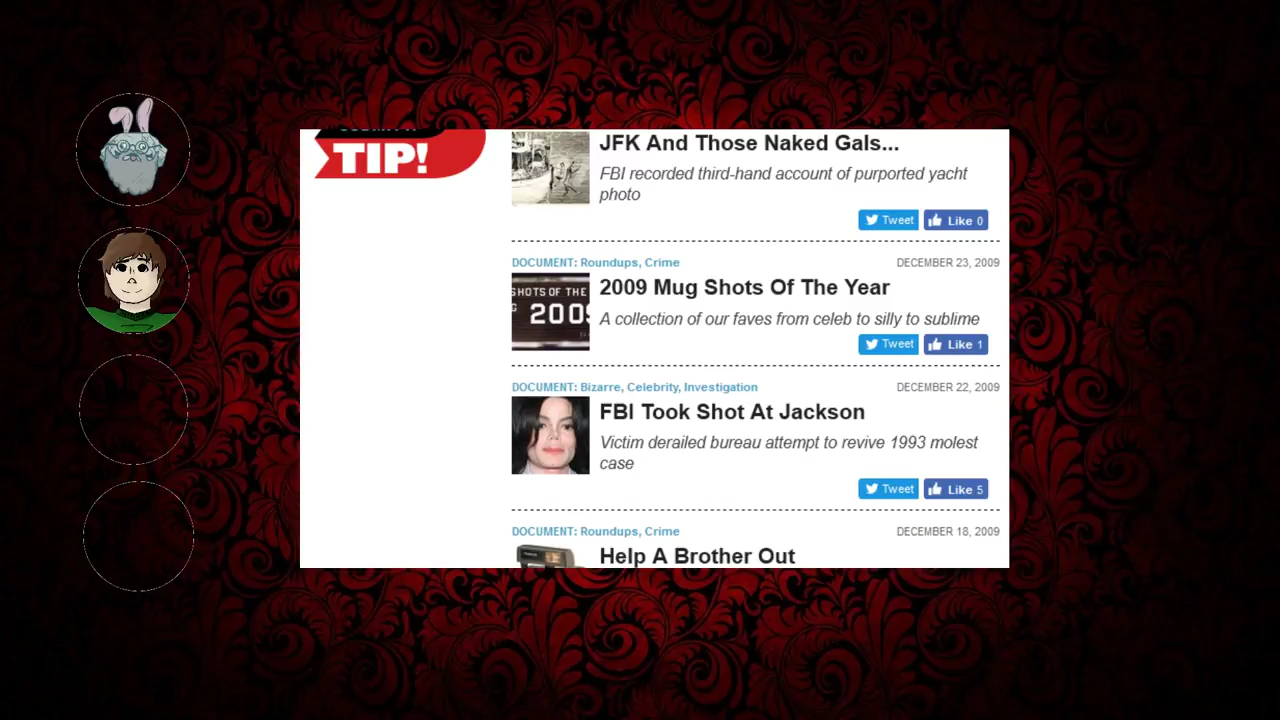 TIP!
JFK And Those Naked Gals...
FBI recorded third-hand account of purported yacht
photo
Tweet Like 0
DOCUMENT: Roundups, Crime DECEMBER 23, 2009
2009 Mug Shots Of The Year
SHOTS OF THE
200
A collection of our faves from celeb to silly to sublime
Tweet Like 1
DOCUMENT: Bizarre, Celebrity, Investigation DECEMBER 22, 2009
FBI Took Shot At Jackson
Victim derailed bureau attempt to revive 1993 molest
case
Tweet Like 5
DOCUMENT: Roundups, Crime DECEMBER 18, 2009
Help A Brother Out